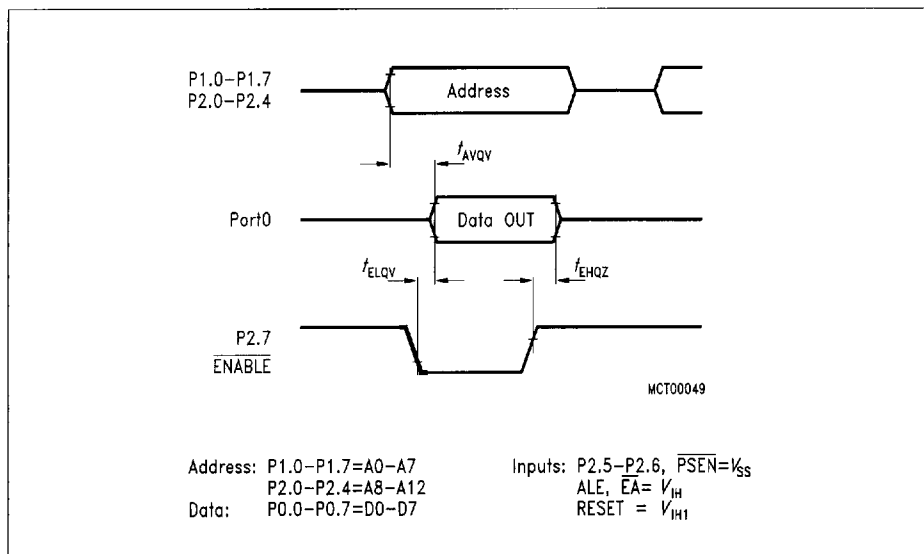 P1.0–P1.7
P2.0–P2.4
Address
tAVQV
Port0
Data OUT
tELQV
tEHQZ
P2.7
ENABLE
MCT00049
Address: P1.0–P1.7=A0–A7
P2.0–P2.4=A8–A12
Data: P0.0–P0.7=D0–D7
Inputs: P2.5–P2.6, PSEN=VSS
ALE, EA= VIH
RESET = VIH1